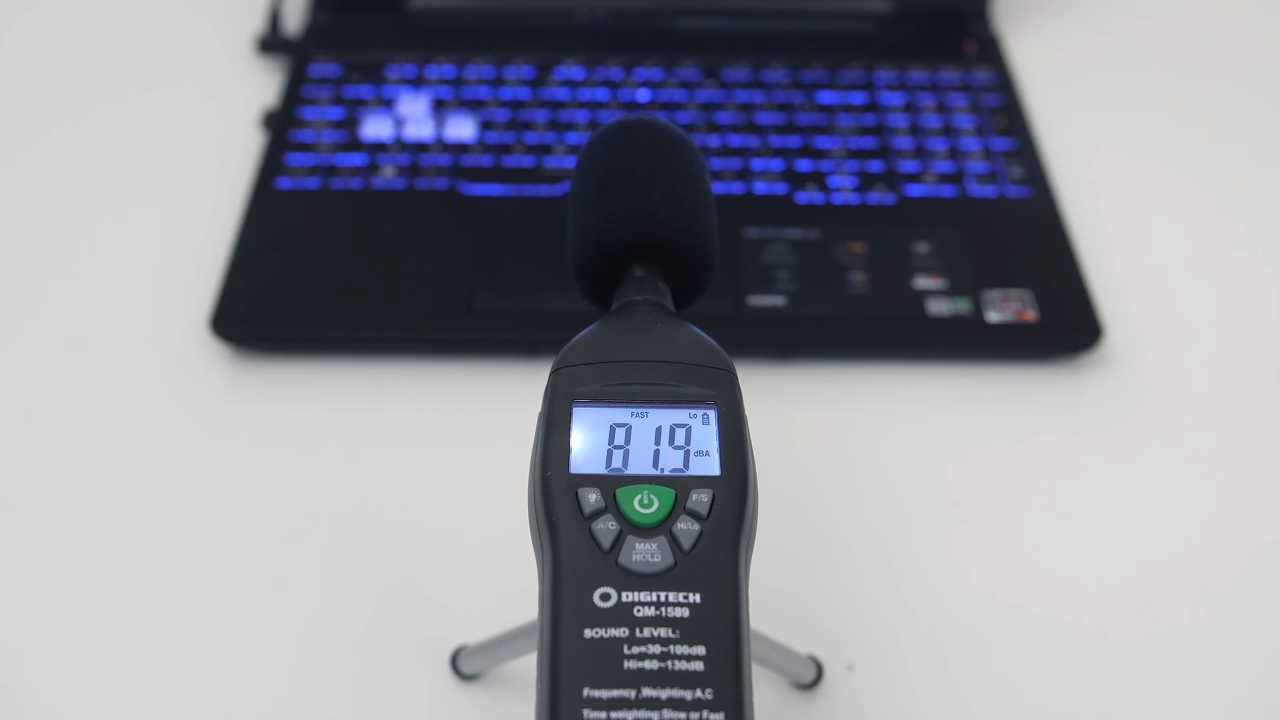 FAST Lo
81.9 dBA
F/S
A/C Hi/Lo
MAX
HOLD
DIGITECH
QM-1589
SOUND LEVEL:
Lo=30~100dB
Hi=60~130dB
Frequency ,Weighting:A,C
Time weighting:Slow or Fast